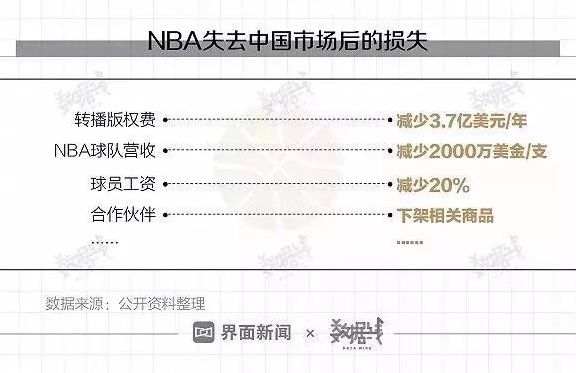 NBA失去中国市场后的损失
转播版权费 减少3.7亿美元/年
NBA球队营收 减少2000万美金/支
球员工资 减少20%
合作伙伴 下架相关商品
…… ……
数据来源：公开资料整理
界面新闻 × 数据线
DATA WIRE